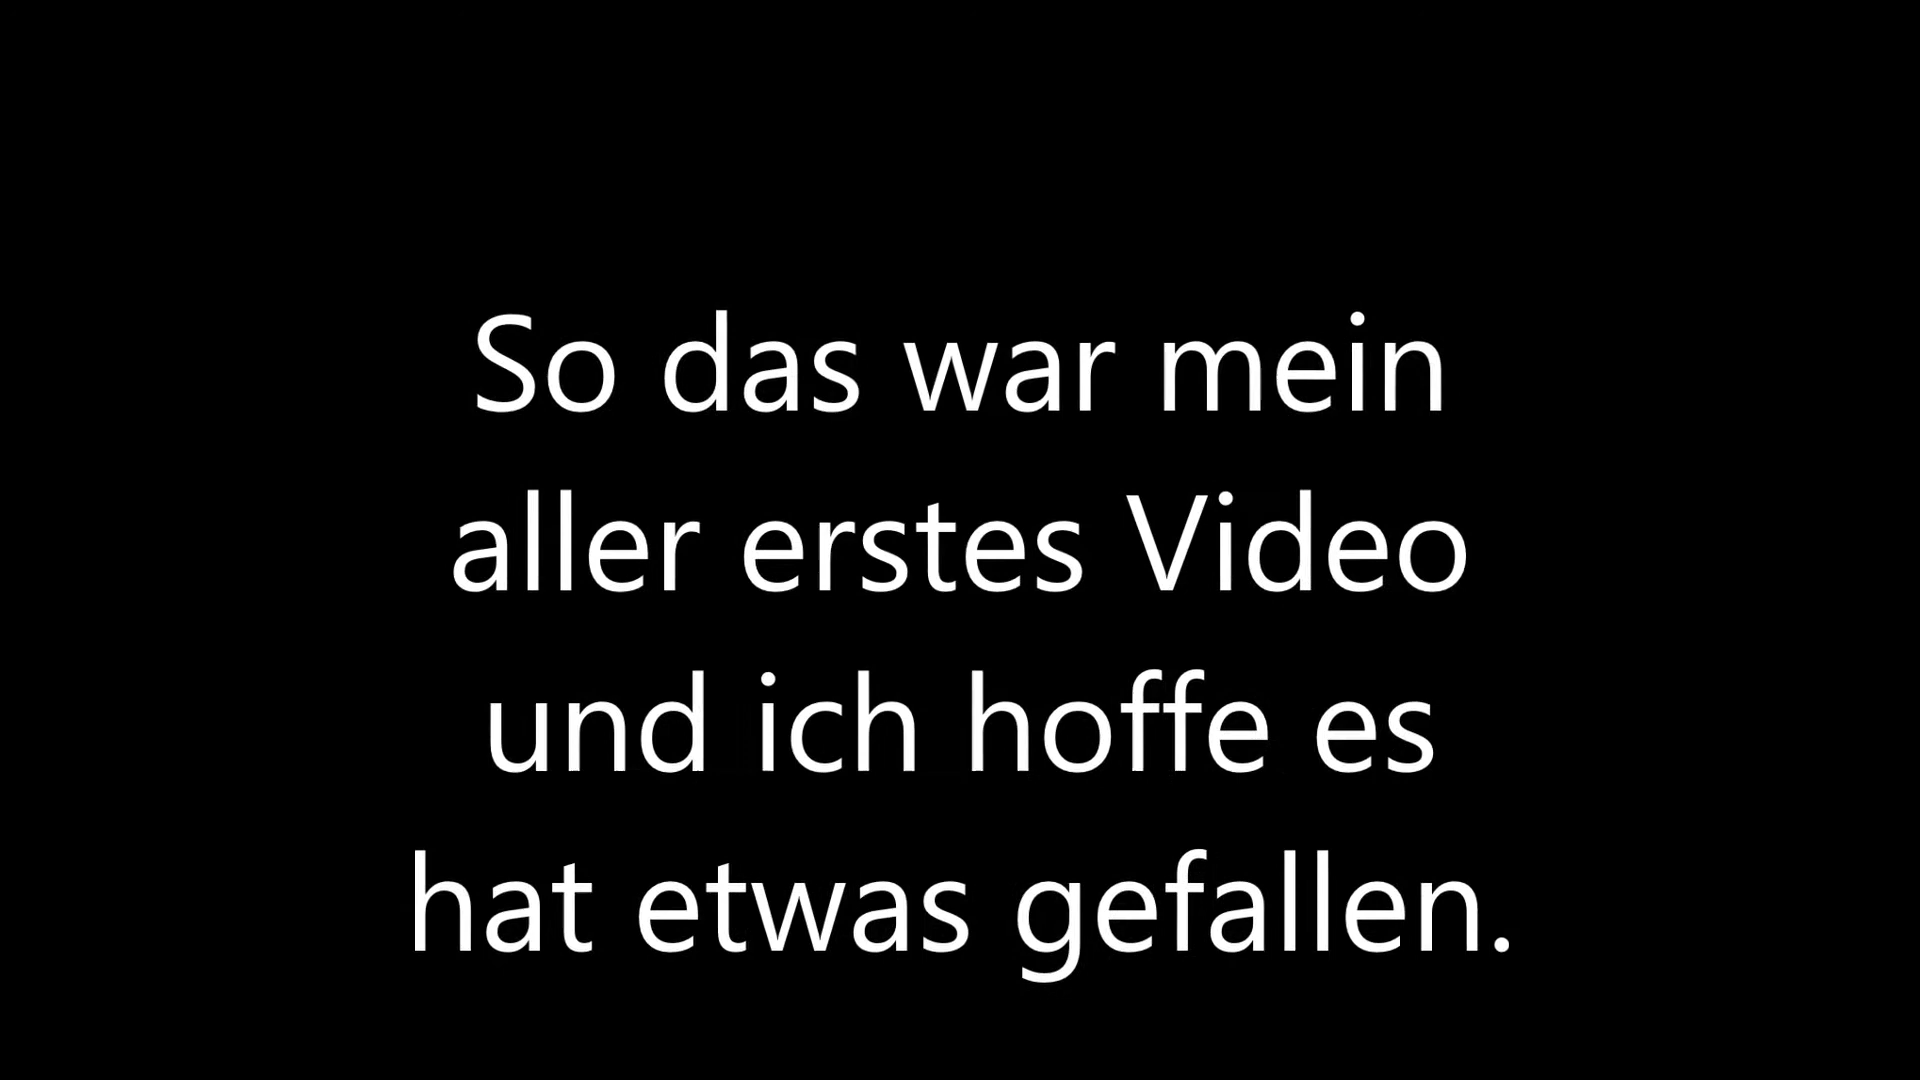 So das war mein
aller erstes Video
und ich hoffe es
hat etwas gefallen.